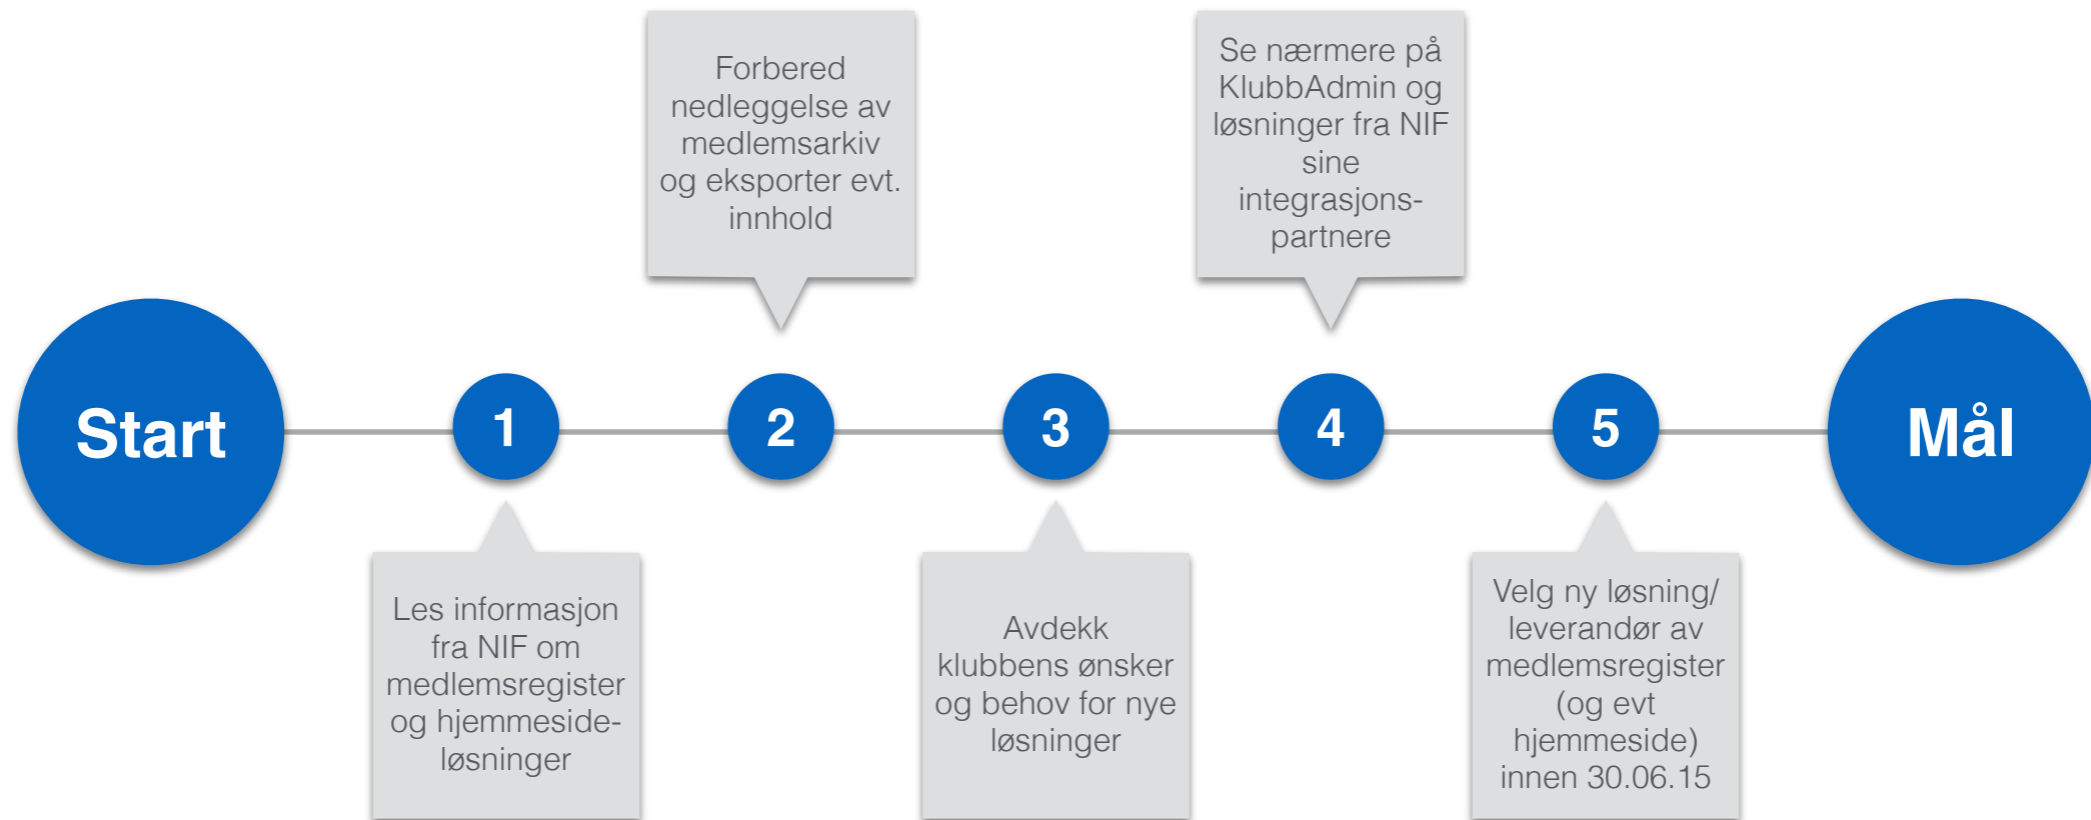 Forbered
nedleggelse av
medlemsarkiv
og eksporter evt.
innhold
Se nærmere på
KlubbAdmin og
løsninger fra NIF
sine
integrasjons-
partnere
Start
1
2
3
4
5
Mål
Les informasjon
fra NIF om
medlemsregister
og hjemmeside-
løsninger
Avdekk
klubbens ønsker
og behov for nye
løsninger
Velg ny løsning/
leverandør av
medlemsregister
(og evt
hjemmeside)
innen 30.06.15